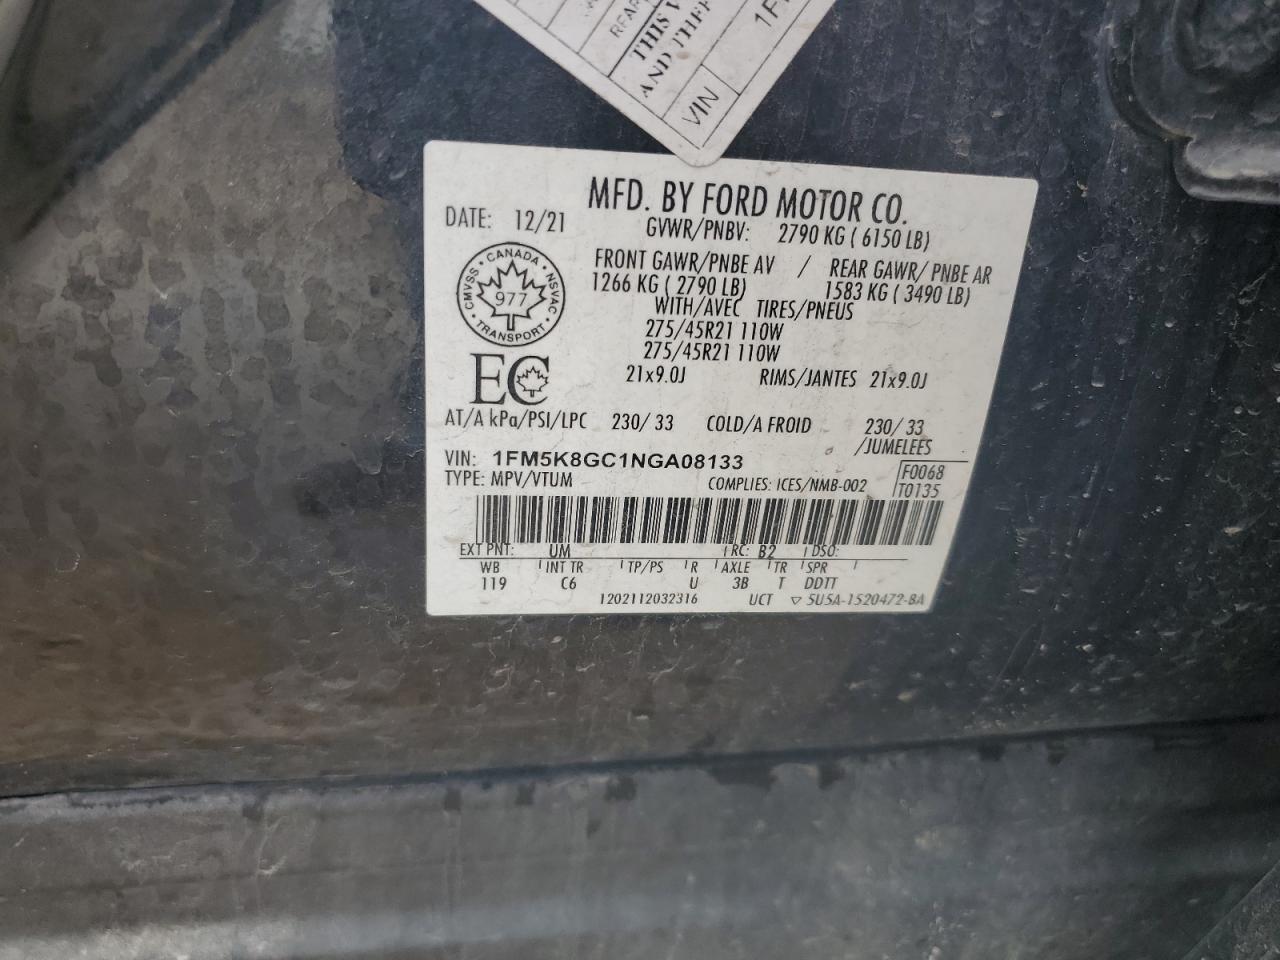 REAR
THIS V
AND THE
VIN
1F
MFD. BY FORD MOTOR CO.
DATE: 12/21
GVWR/PNBV: 2790 KG ( 6150 LB)
FRONT GAWR/PNBE AV / REAR GAWR/ PNBE AR
1266 KG ( 2790 LB) 1583 KG ( 3490 LB)
WITH/AVEC TIRES/PNEUS
275/45R21 110W
275/45R21 110W
21x9.0J RIMS/JANTES 21x9.0J
CANADA • NSVAC • TRANSPORT • CMVSS
977
EC
AT/A kPa/PSI/LPC 230/ 33 COLD/A FROID 230/ 33
/JUMELEES
VIN: 1FM5K8GC1NGA08133
TYPE: MPV/VTUM COMPLIES: ICES/NMB-002
F0068
T0135
EXT PNT: UM RC: B2 DSO:
WB INT TR TP/PS R AXLE TR SPR
119 C6 U 3B T DDTT
1202112032316 UCT ▽ 5U5A-1520472-BA